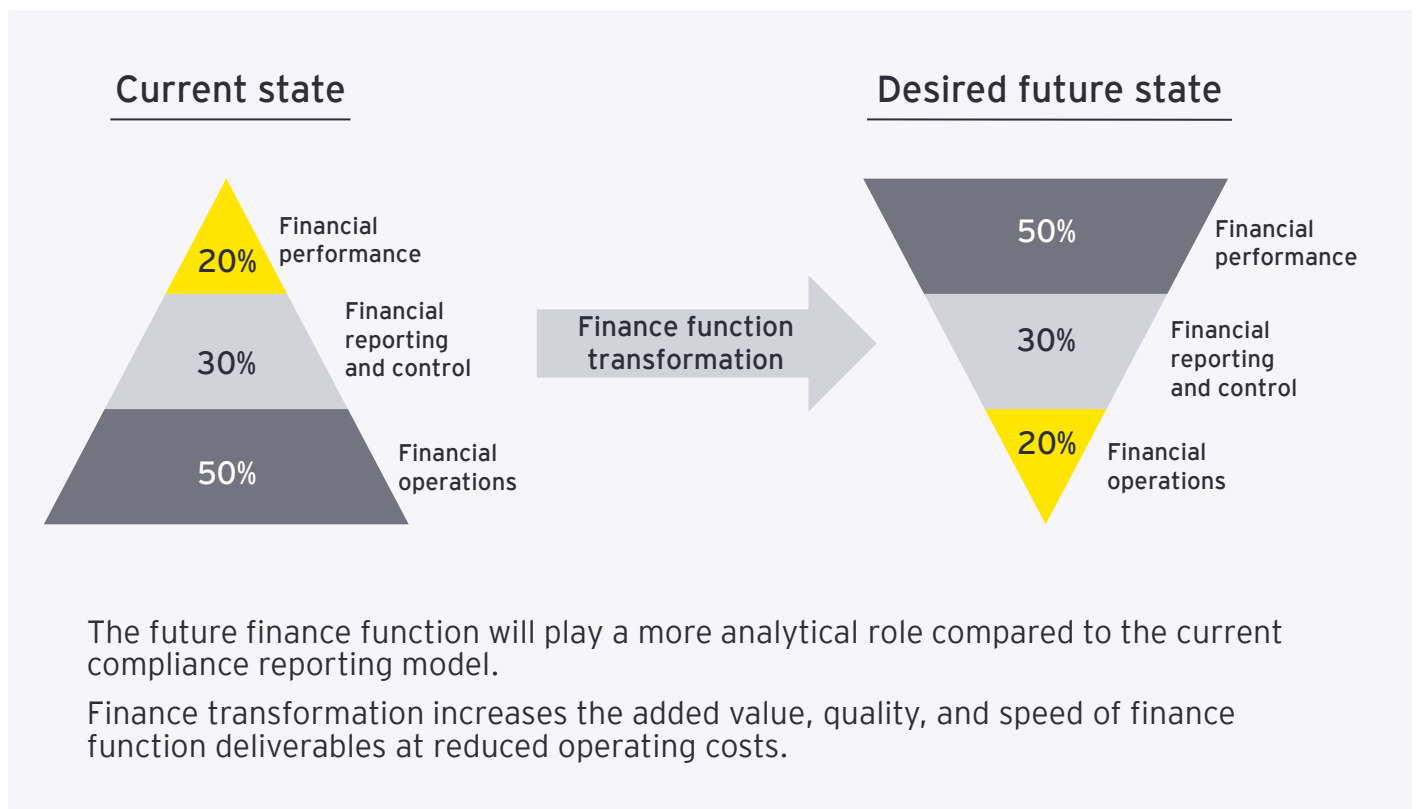 Current state
20%
Financial
performance
30%
Financial
reporting
and control
50%
Financial
operations
Finance function
transformation
Desired future state
50%
Financial
performance
30%
Financial
reporting
and control
20%
Financial
operations
The future finance function will play a more analytical role compared to the current
compliance reporting model.
Finance transformation increases the added value, quality, and speed of finance
function deliverables at reduced operating costs.